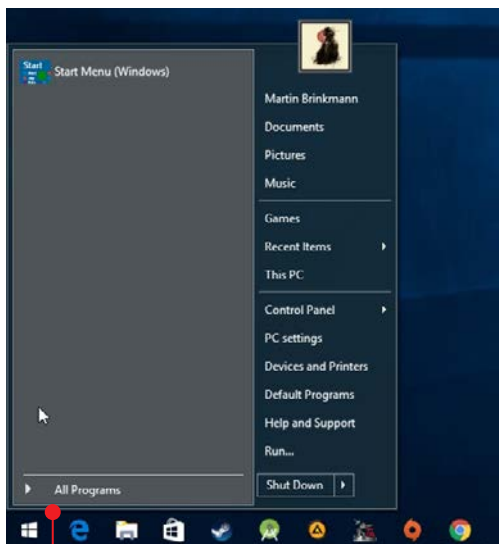 Start
Start Menu (Windows)
Martin Brinkmann
Documents
Pictures
Music
Games
Recent Items
This PC
Control Panel
PC settings
Devices and Printers
Default Programs
Help and Support
Run...
Shut Down
All Programs